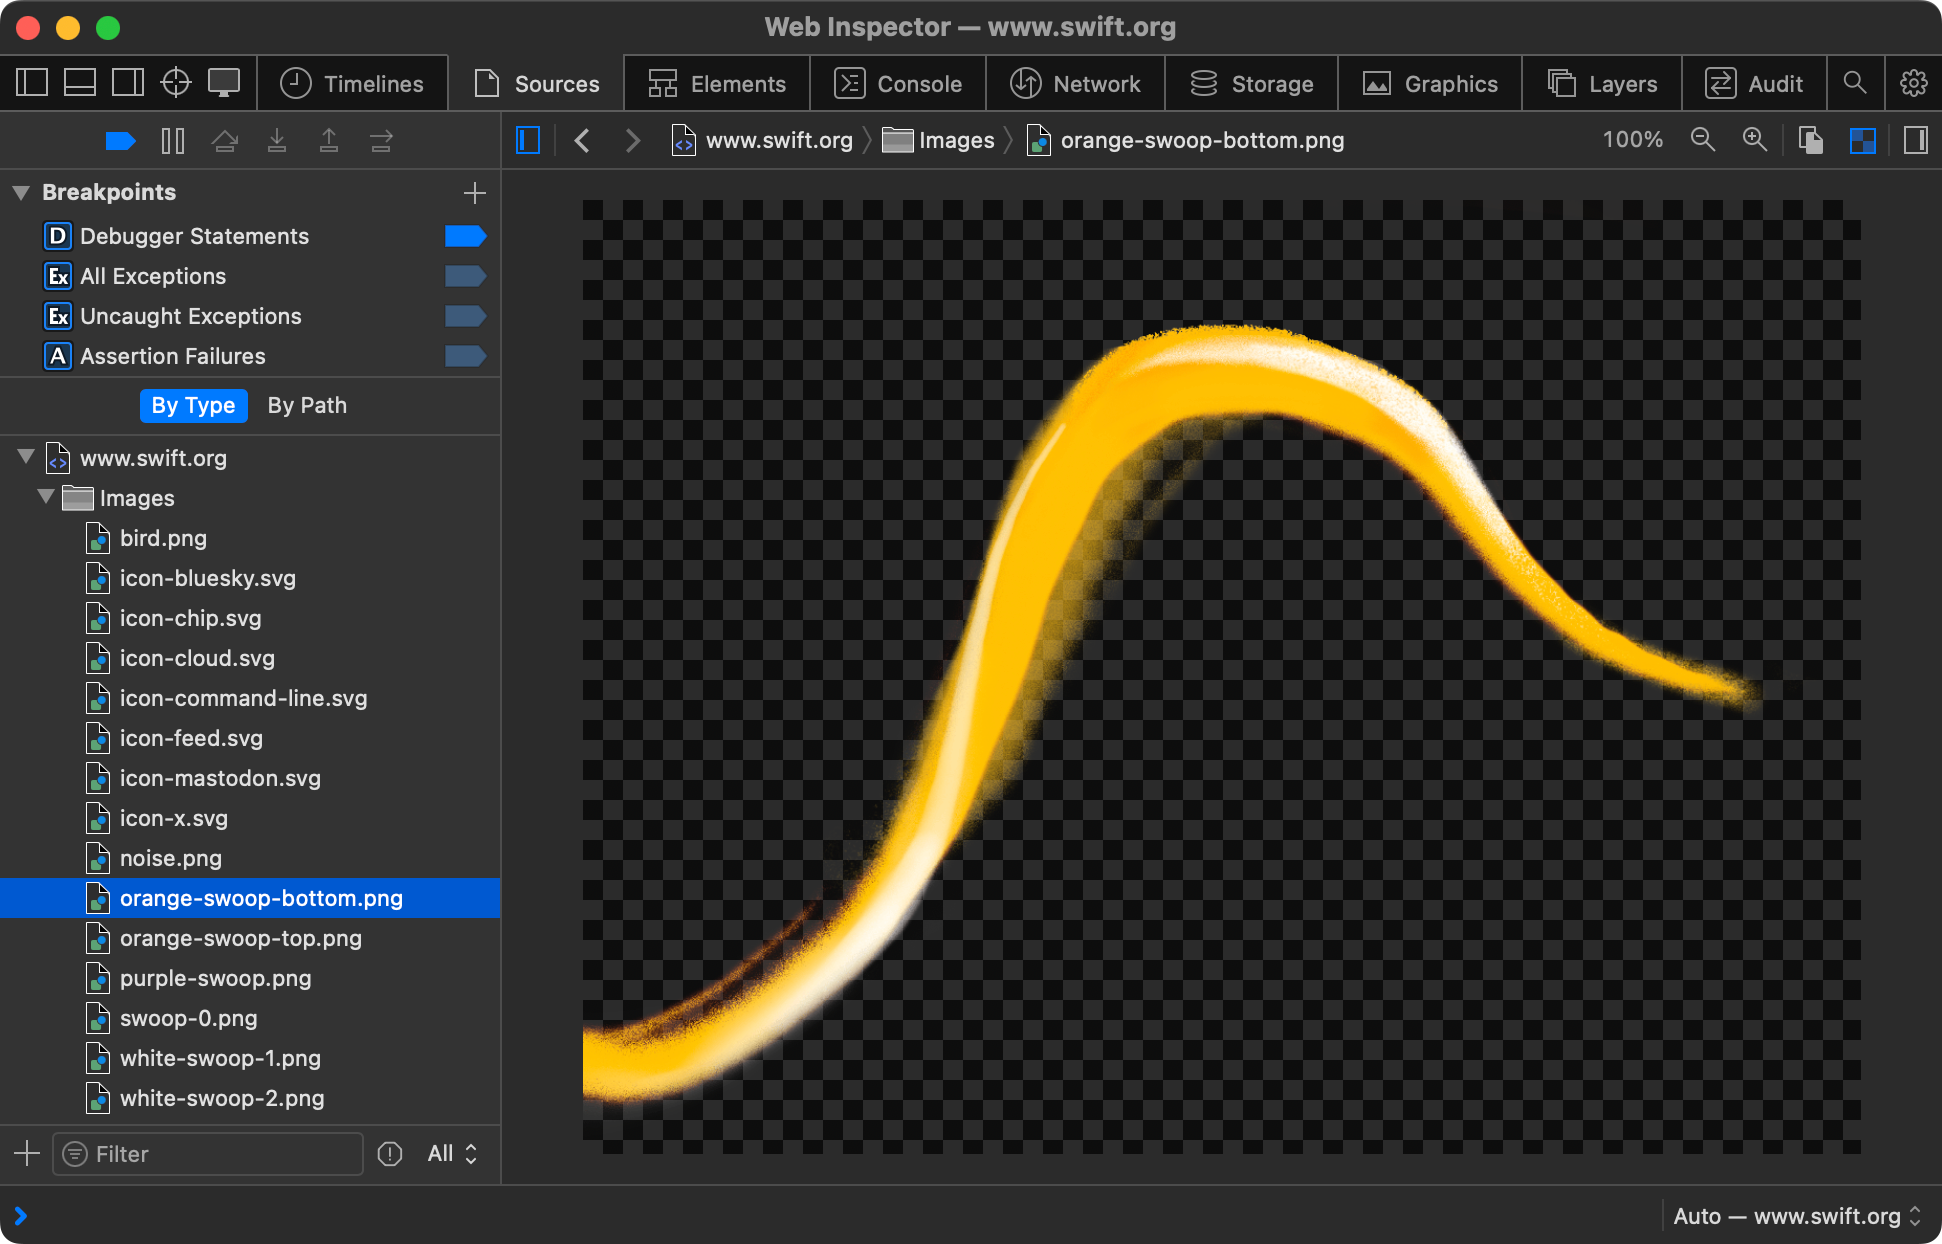 Web Inspector — www.swift.org
Timelines Sources Elements Console Network Storage Graphics Layers Audit
www.swift.org Images orange-swoop-bottom.png 100%
Breakpoints
D Debugger Statements
Ex All Exceptions
Ex Uncaught Exceptions
A Assertion Failures
By Type By Path
www.swift.org
Images
bird.png
icon-bluesky.svg
icon-chip.svg
icon-cloud.svg
icon-command-line.svg
icon-feed.svg
icon-mastodon.svg
icon-x.svg
noise.png
orange-swoop-bottom.png
orange-swoop-top.png
purple-swoop.png
swoop-0.png
white-swoop-1.png
white-swoop-2.png
Filter All
Auto — www.swift.org